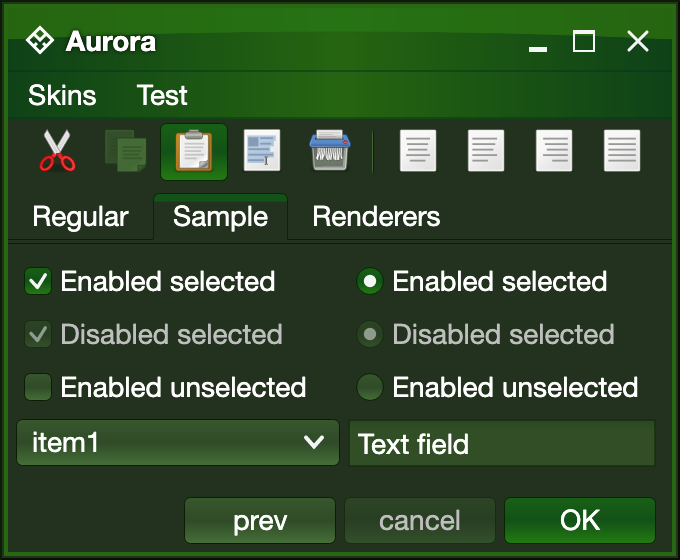 Aurora
Skins Test
Regular Sample Renderers
Enabled selected Enabled selected
Disabled selected Disabled selected
Enabled unselected Enabled unselected
item1 Text field
prev cancel OK